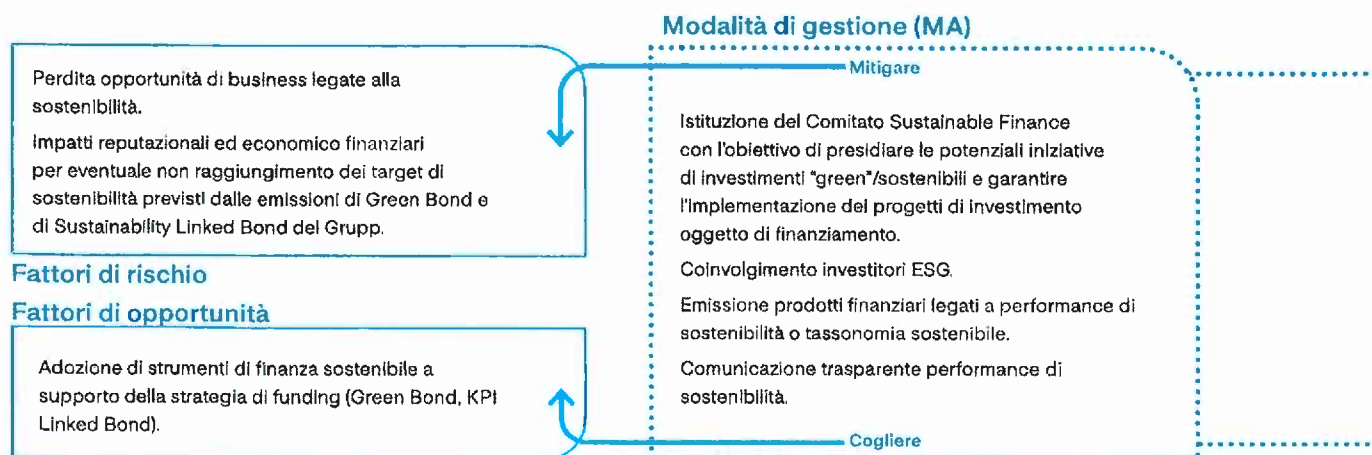 Modalità di gestione (MA)
Perdita opportunità di business legate alla
sostenibilità.
Impatti reputazionali ed economico finanziari
per eventuale non raggiungimento dei target di
sostenibilità previsti dalle emissioni di Green Bond e
di Sustainability Linked Bond del Grupp.
Fattori di rischio
Fattori di opportunità
Adozione di strumenti di finanza sostenibile a
supporto della strategia di funding (Green Bond, KPI
Linked Bond).
Mitigare
Istituzione del Comitato Sustainable Finance
con l'obiettivo di presidiare le potenziali iniziative
di investimenti "green"/sostenibili e garantire
l'implementazione dei progetti di investimento
oggetto di finanziamento.
Coinvolgimento investitori ESG.
Emissione prodotti finanziari legati a performance di
sostenibilità o tassonomia sostenibile.
Comunicazione trasparente performance di
sostenibilità.
Cogliere